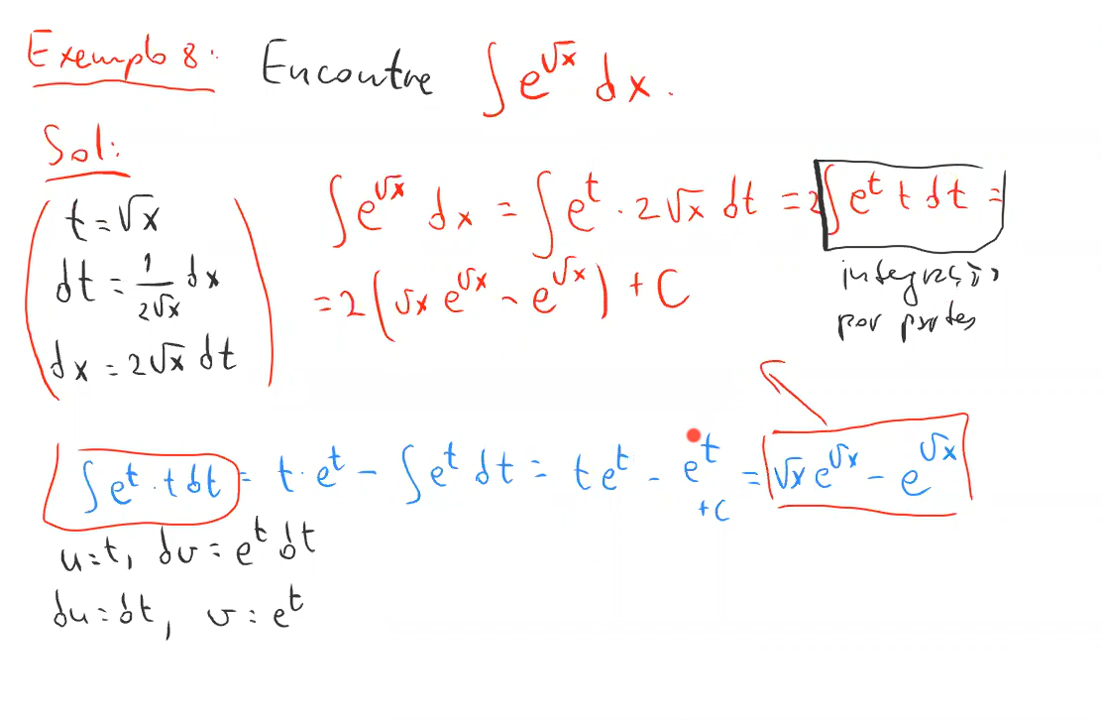 Exemplo 8: Encontre ∫e^√x dx.
Sol:
t=√x
dt = 1/(2√x) dx
dx = 2√x dt
∫e^√x dx = ∫e^t · 2√x dt = 2∫e^t t dt =
= 2(√x e^√x - e^√x) + C
integração
por partes
∫e^t · t dt = t·e^t - ∫e^t dt = te^t - e^t +C = √x e^√x - e^√x
u=t, dv = e^t dt
du = dt, v = e^t